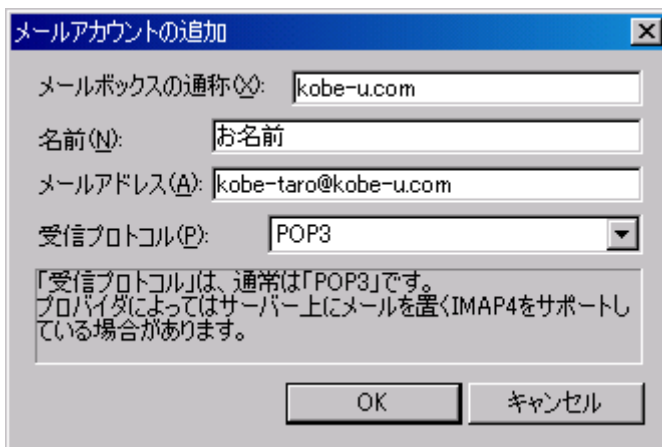 メールアカウントの追加
メールボックスの通称(X): kobe-u.com
名前(N): お名前
メールアドレス(A): kobe-taro@kobe-u.com
受信プロトコル(P): POP3
「受信プロトコル」は、通常は「POP3」です。
プロバイダによってはサーバー上にメールを置くIMAP4をサポートし
ている場合があります。
OK キャンセル